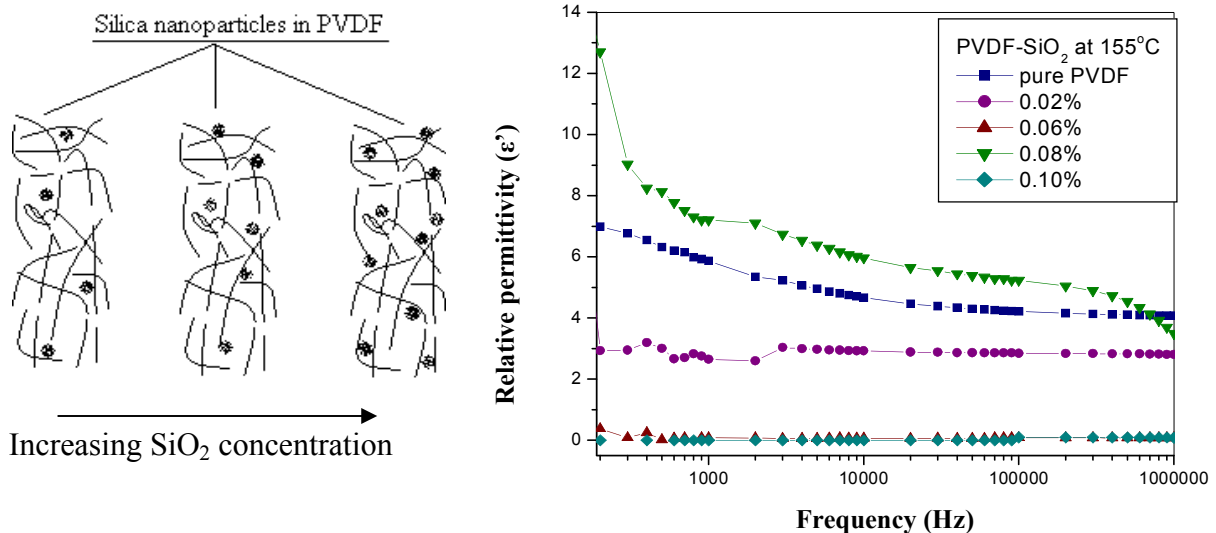 Silica nanoparticles in PVDF
Increasing SiO₂ concentration
Relative permittivity (ε')
14
12
10
8
6
4
2
0
PVDF-SiO₂ at 155°C
pure PVDF
0.02%
0.06%
0.08%
0.10%
1000
10000
100000
1000000
Frequency (Hz)